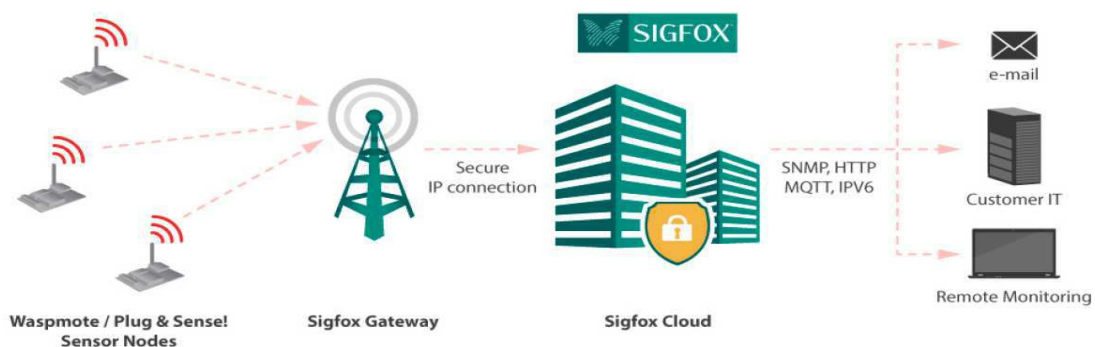 SIGFOX
e-mail
Secure
IP connection
SNMP, HTTP
MQTT, IPV6
Customer IT
Remote Monitoring
Waspmote / Plug & Sense!
Sensor Nodes
Sigfox Gateway
Sigfox Cloud